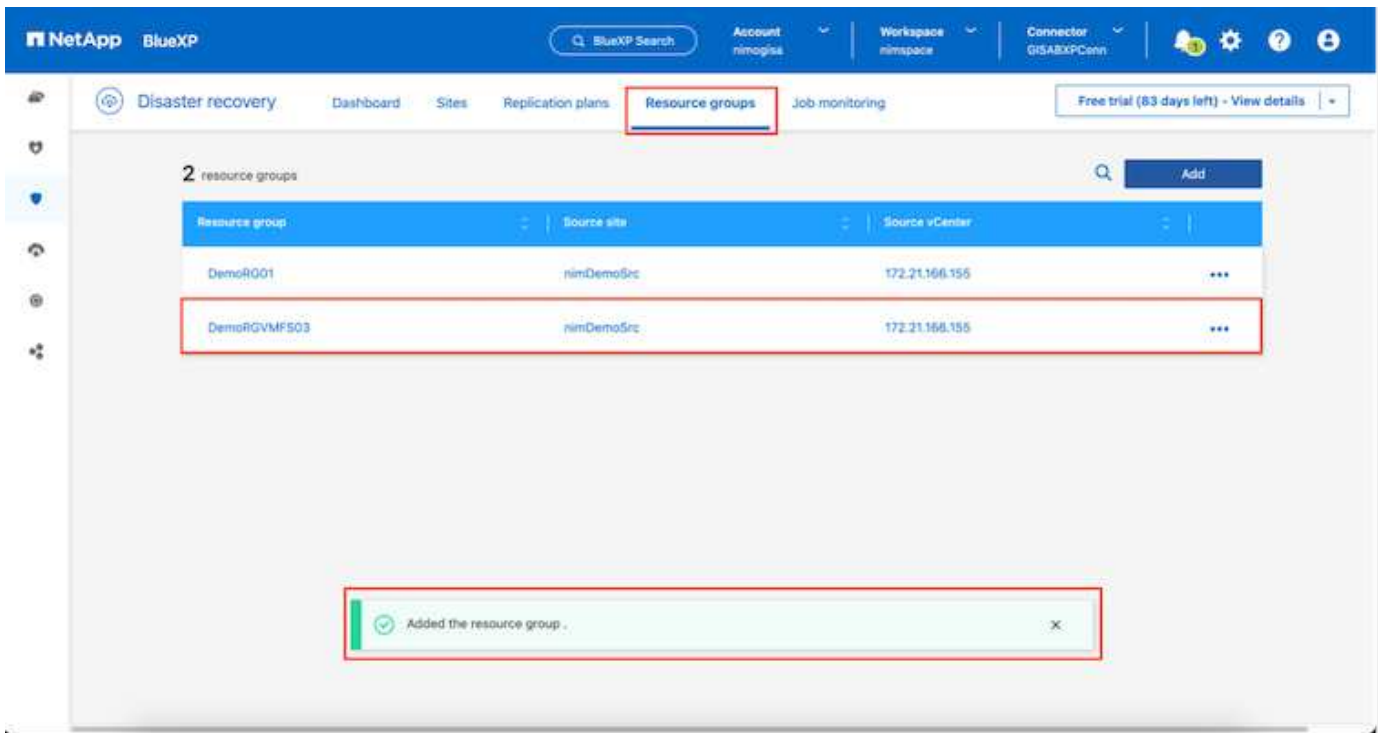 NetApp BlueXP
BlueXP Search
Account
nimogisa
Workspace
nimspace
Connector
GISABXPConn
1
Disaster recovery
Dashboard
Sites
Replication plans
Resource groups
Job monitoring
Free trial (83 days left) - View details
2 resource groups
Add
Resource group
Source site
Source vCenter
DemoRG01
nimDemoSrc
172.21.166.155
DemoRGVMFS03
nimDemoSrc
172.21.166.155
Added the resource group .